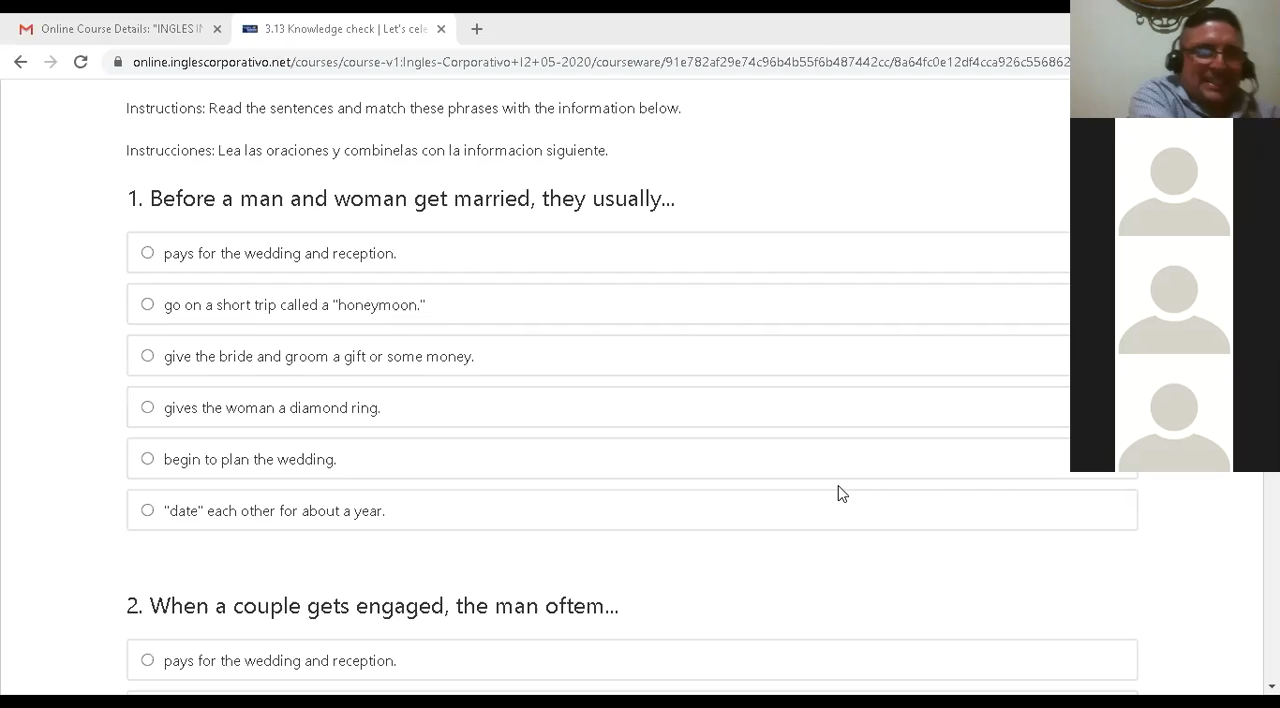 Online Course Details: "INGLES IN
3.13 Knowledge check | Let's cele
online.inglescorporativo.net/courses/course-v1:Ingles-Corporativo+I2+05-2020/courseware/91e782af29e74c96b4b55f6b487442cc/8a64fc0e12df4cca926c556862
Instructions: Read the sentences and match these phrases with the information below.
Instrucciones: Lea las oraciones y combinelas con la informacion siguiente.
1. Before a man and woman get married, they usually...
pays for the wedding and reception.
go on a short trip called a "honeymoon."
give the bride and groom a gift or some money.
gives the woman a diamond ring.
begin to plan the wedding.
"date" each other for about a year.
2. When a couple gets engaged, the man oftem...
pays for the wedding and reception.